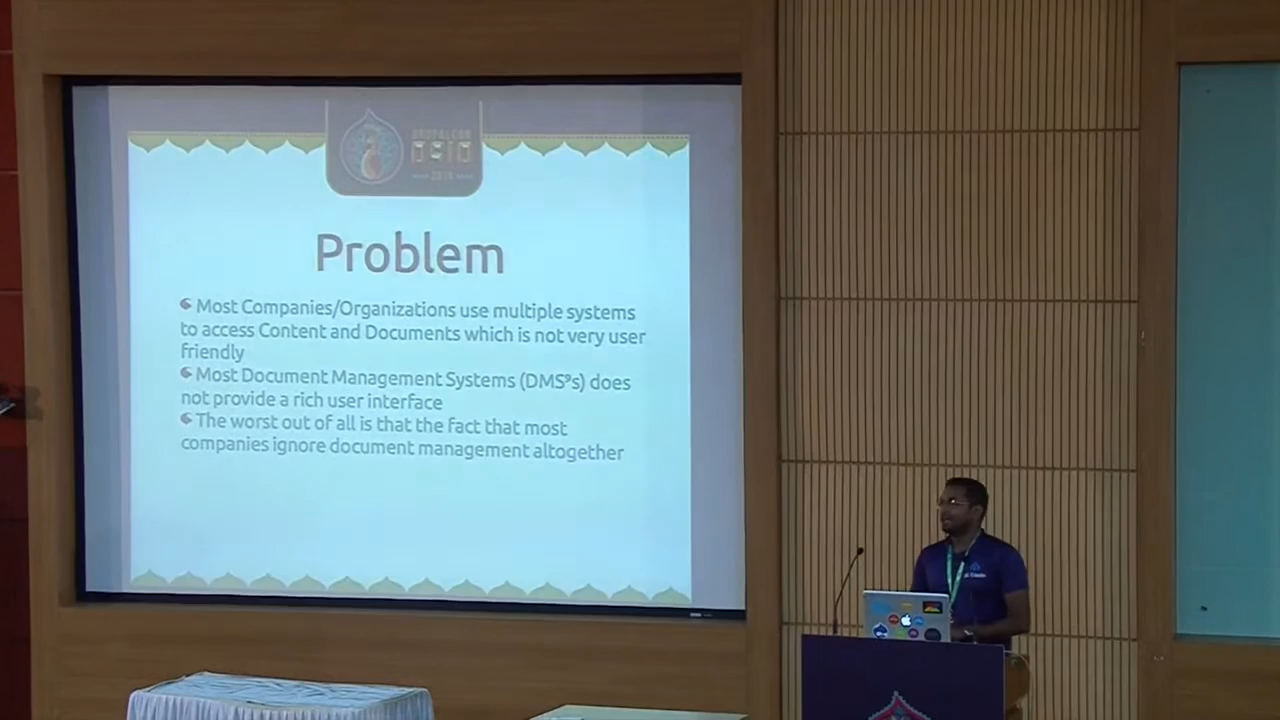 DRUPALCON
Problem
Most Companies/Organizations use multiple systems
to access Content and Documents which is not very user
friendly
Most Document Management Systems (DMS's) does
not provide a rich user interface
The worst out of all is that the fact that most
companies ignore document management altogether